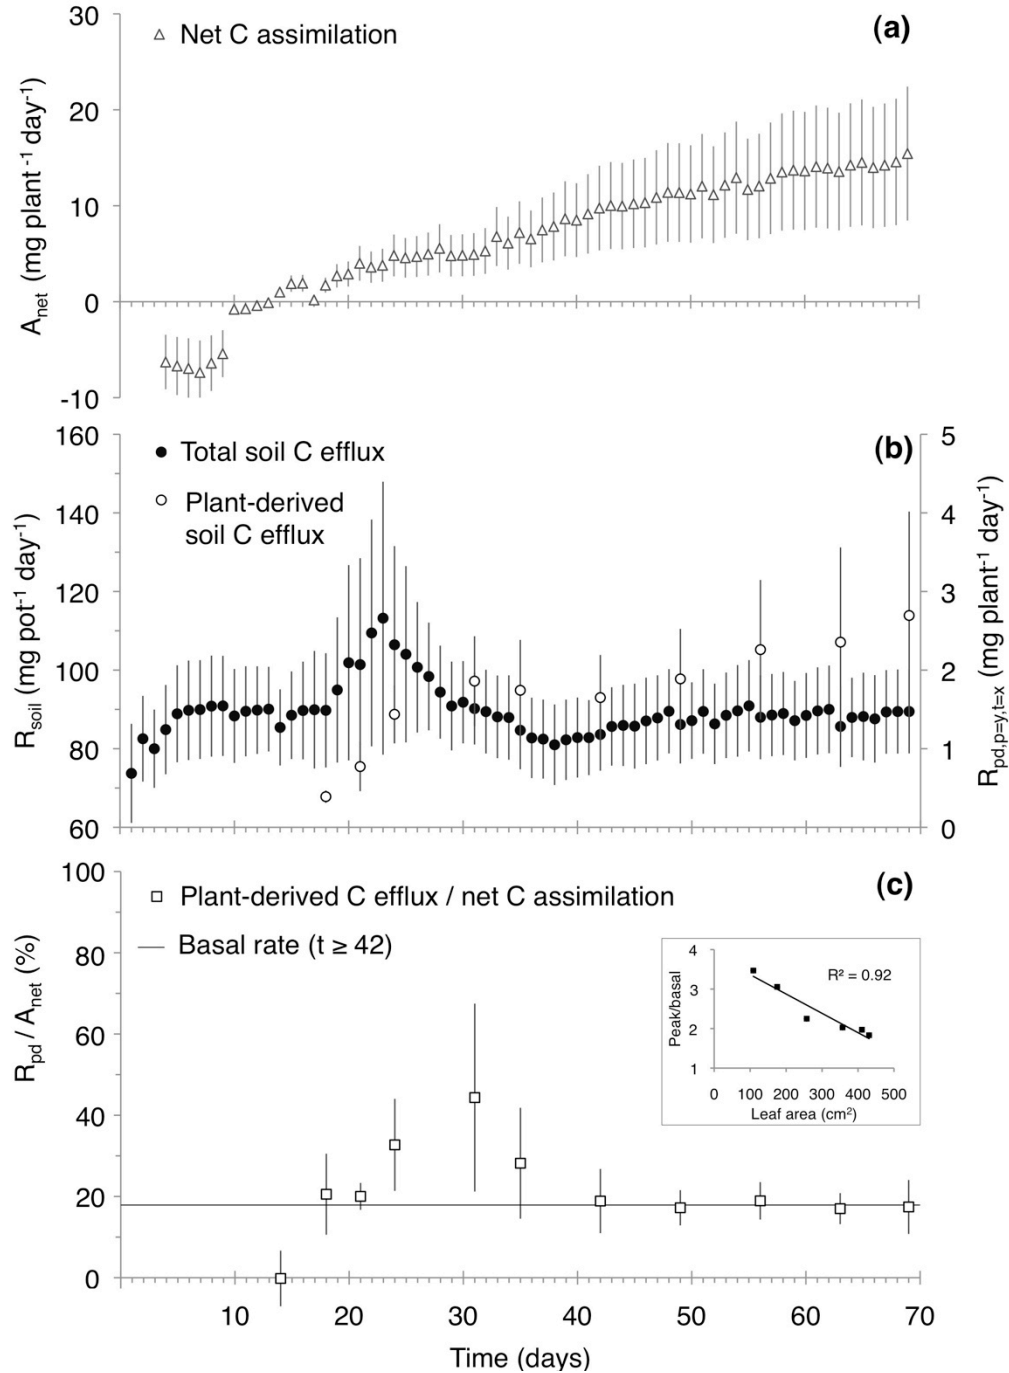 30
20
10
0
-10
A_net (mg plant⁻¹ day⁻¹)
△ Net C assimilation
(a)
160
140
120
100
80
60
R_soil (mg pot⁻¹ day⁻¹)
● Total soil C efflux
○ Plant-derived
soil C efflux
(b)
5
4
3
2
1
0
R_pd,p=y,t=x (mg plant⁻¹ day⁻¹)
100
80
60
40
20
0
R_pd / A_net (%)
□ Plant-derived C efflux / net C assimilation
— Basal rate (t ≥ 42)
(c)
4
3
2
1
Peak/basal
R² = 0.92
0 100 200 300 400 500
Leaf area (cm²)
10 20 30 40 50 60 70
Time (days)